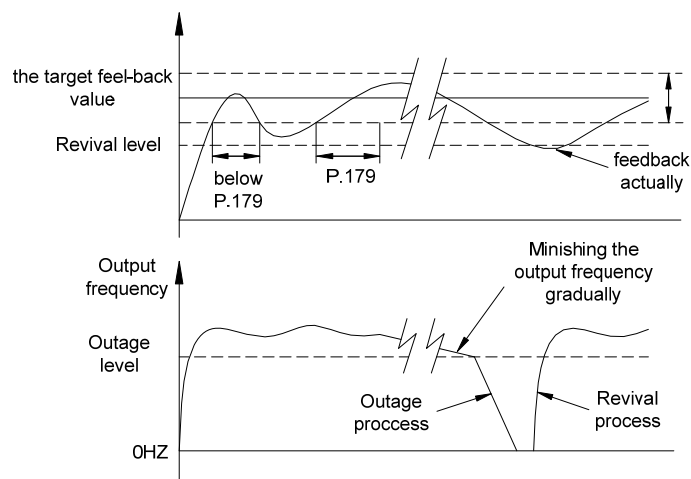 the target feel-back
value
Revival level
below
P.179
P.179
feedback
actually
Output
frequency
Minishing the
output frequency
gradually
Outage
level
Outage
proccess
Revival
process
0HZ